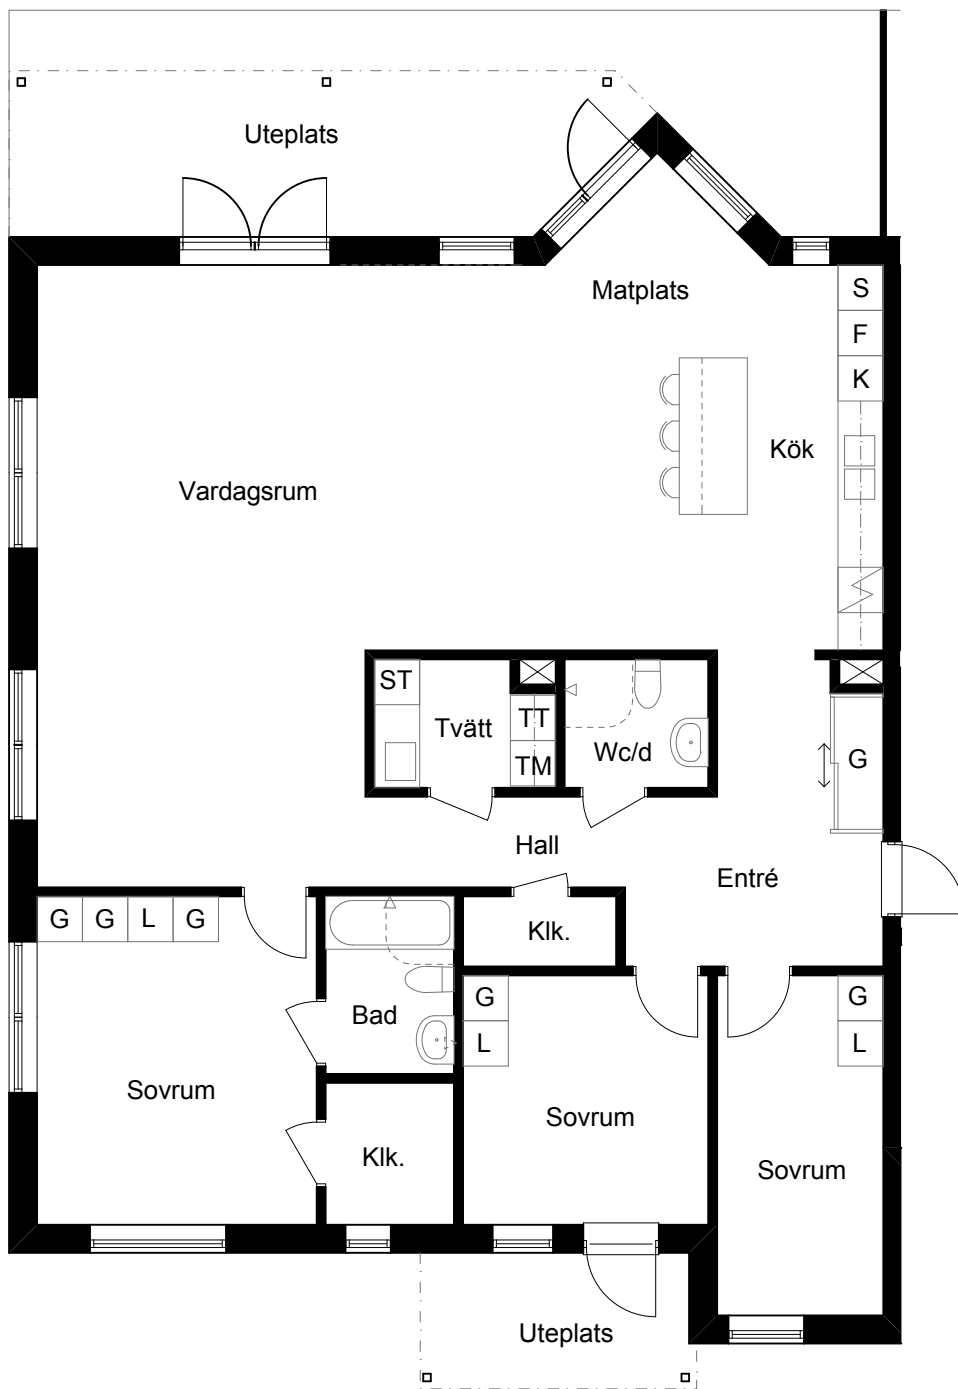 Uteplats
Matplats
S
F
K
Kök
Vardagsrum
ST
Tvätt
TT
TM
Wc/d
G
Hall
Entré
G G L G
Klk.
Bad
G
L
G
L
Sovrum
Sovrum
Klk.
Sovrum
Uteplats